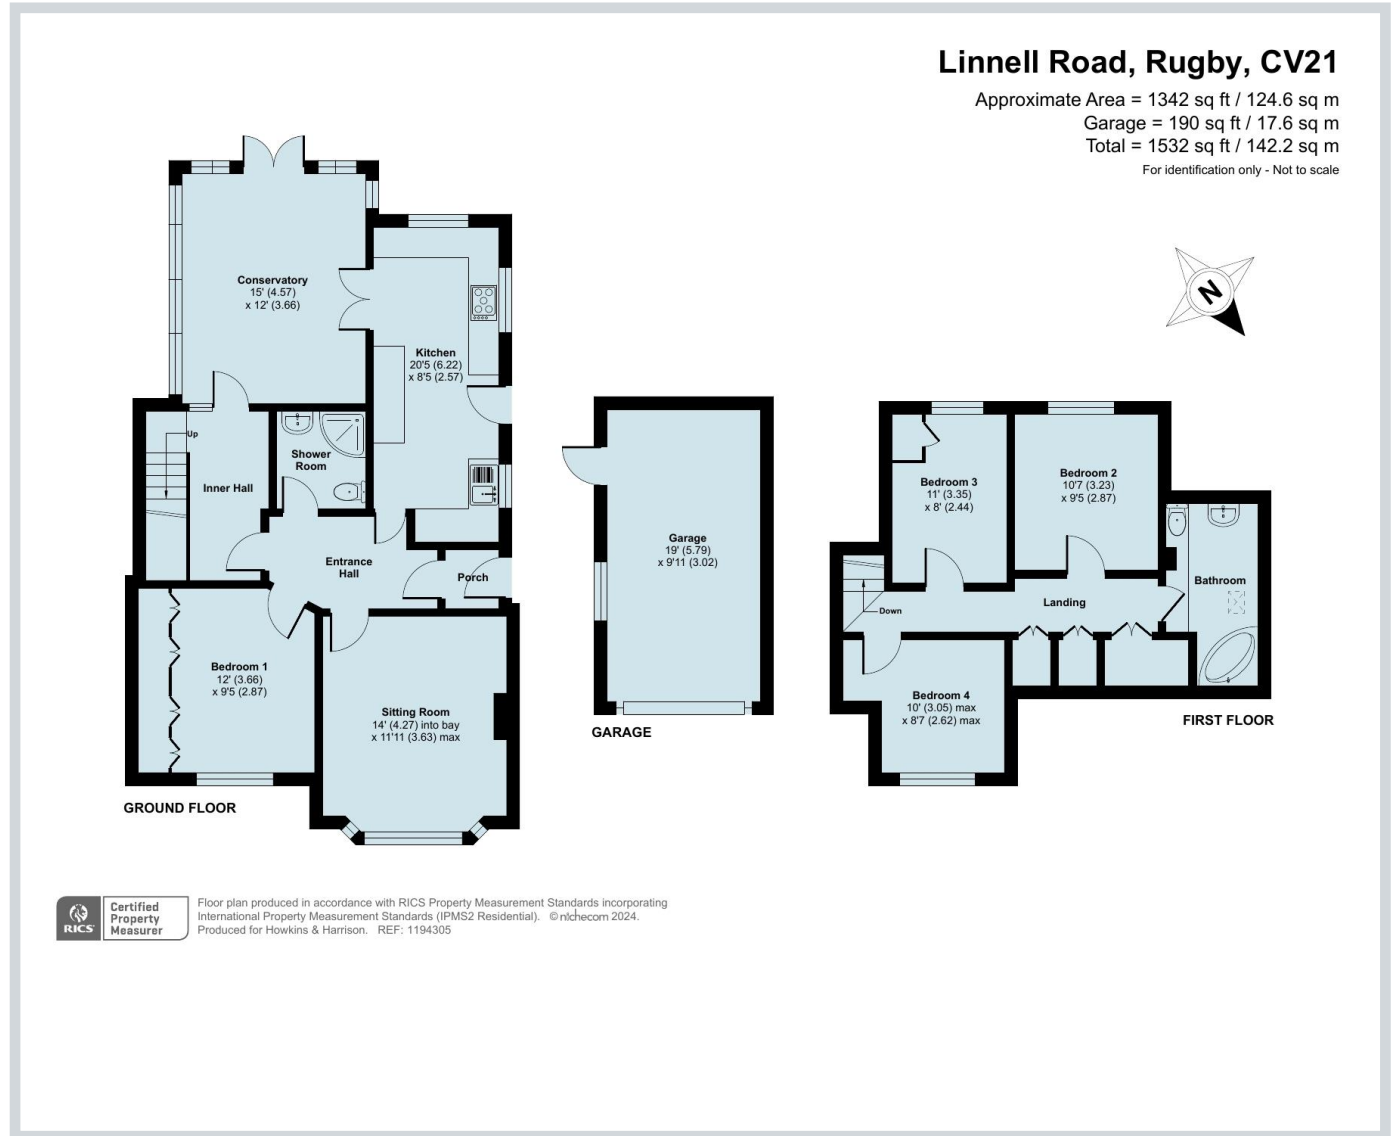 Linnell Road, Rugby, CV21
Approximate Area = 1342 sq ft / 124.6 sq m
Garage = 190 sq ft / 17.6 sq m
Total = 1532 sq ft / 142.2 sq m
For identification only - Not to scale
N
Conservatory
15' (4.57)
x 12' (3.66)
Kitchen
20'5 (6.22)
x 8'5 (2.57)
Up
Shower
Room
Inner Hall
Entrance
Hall
Porch
Bedroom 1
12' (3.66)
x 9'5 (2.87)
Sitting Room
14' (4.27) into bay
x 11'11 (3.63) max
GROUND FLOOR
Garage
19' (5.79)
x 9'11 (3.02)
GARAGE
Bedroom 3
11' (3.35)
x 8' (2.44)
Bedroom 2
10'7 (3.23)
x 9'5 (2.87)
Bathroom
Landing
Down
Bedroom 4
10' (3.05) max
x 8'7 (2.62) max
FIRST FLOOR
RICS
Certified
Property
Measurer
Floor plan produced in accordance with RICS Property Measurement Standards incorporating
International Property Measurement Standards (IPMS2 Residential). © nichecom 2024.
Produced for Howkins & Harrison. REF: 1194305